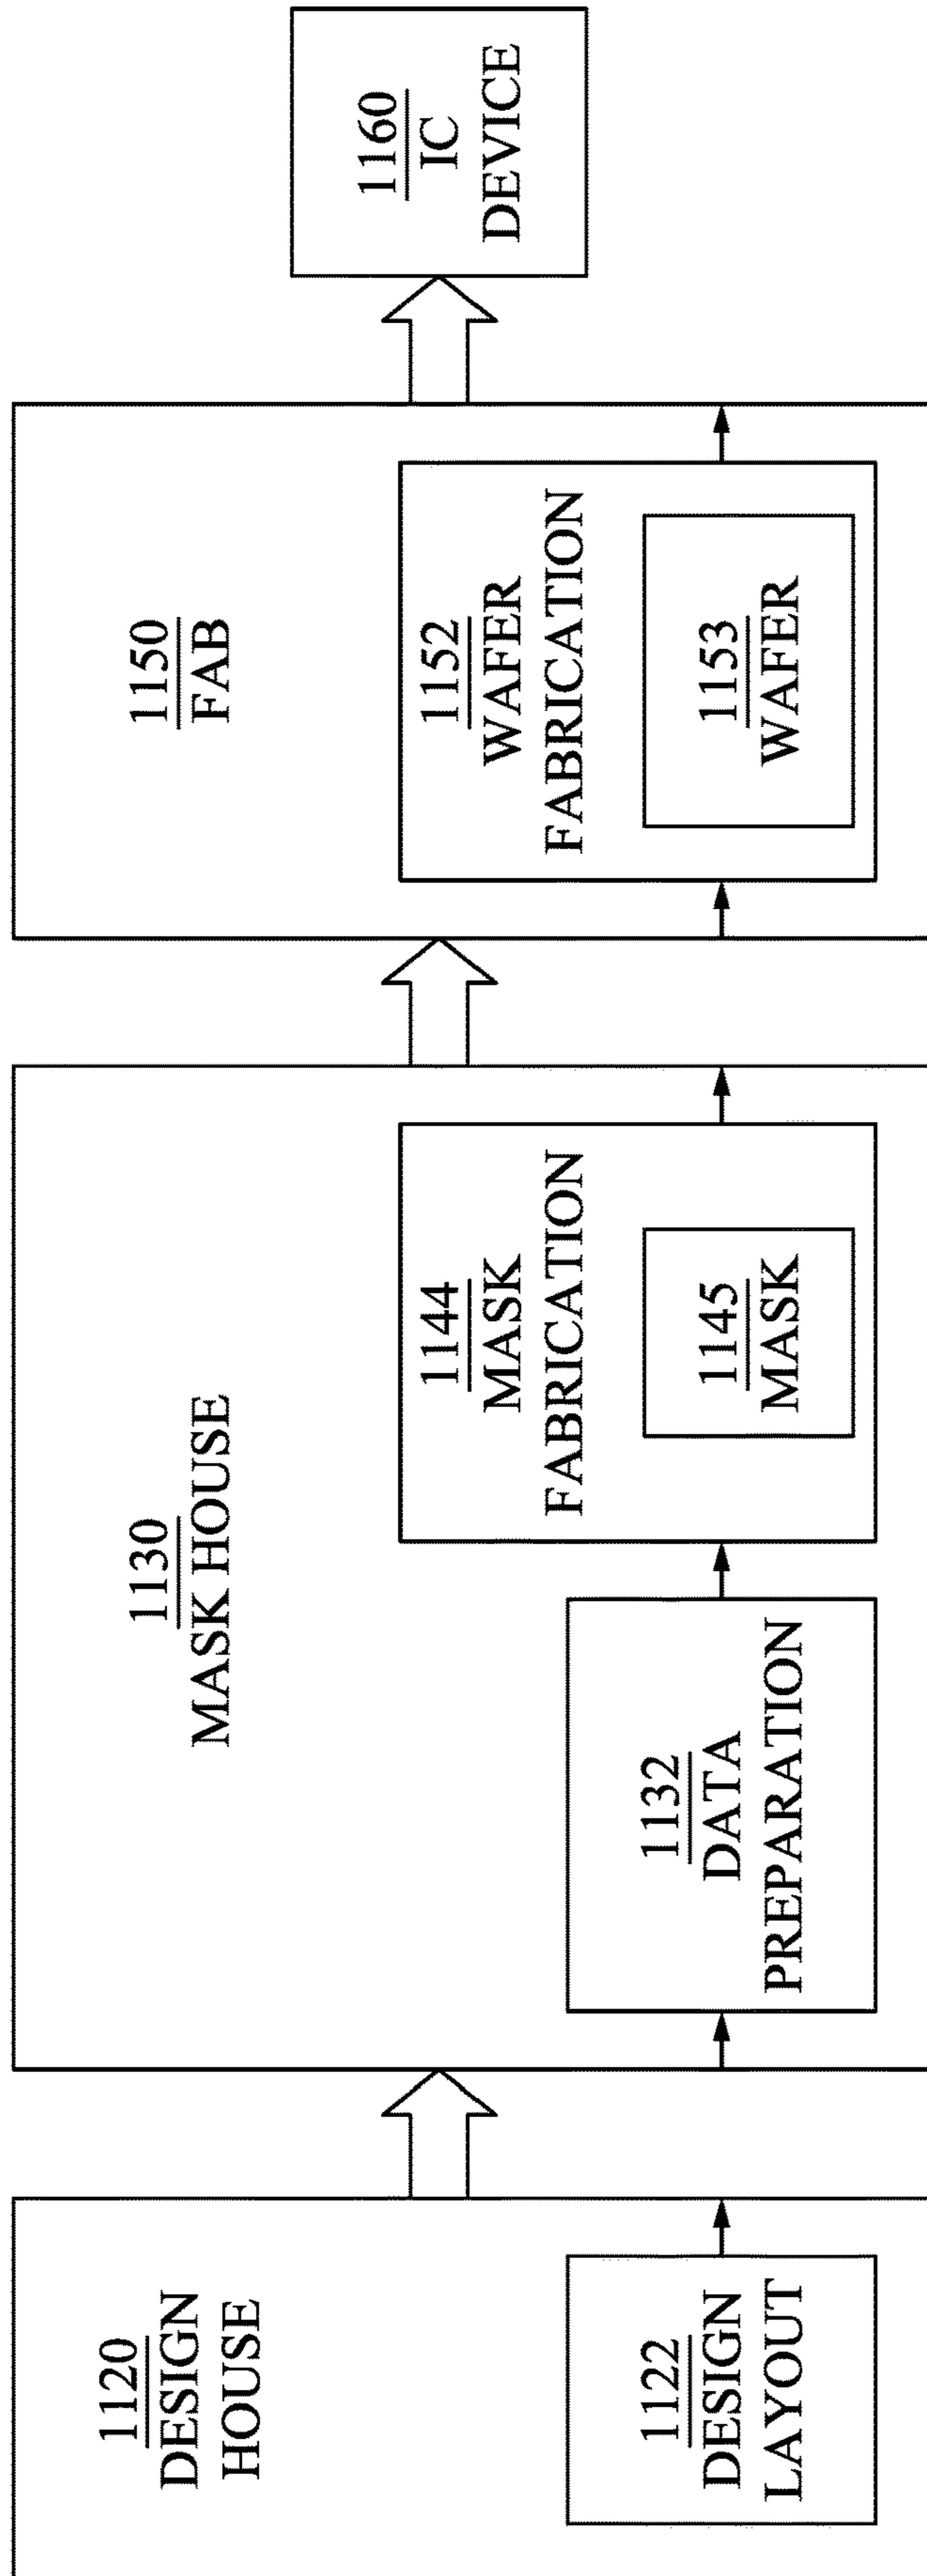 1120
DESIGN
HOUSE
1122
DESIGN
LAYOUT
1130
MASK HOUSE
1132
DATA
PREPARATION
1144
MASK
FABRICATION
1145
MASK
1150
FAB
1152
WAFER
FABRICATION
1153
WAFER
1160
IC
DEVICE